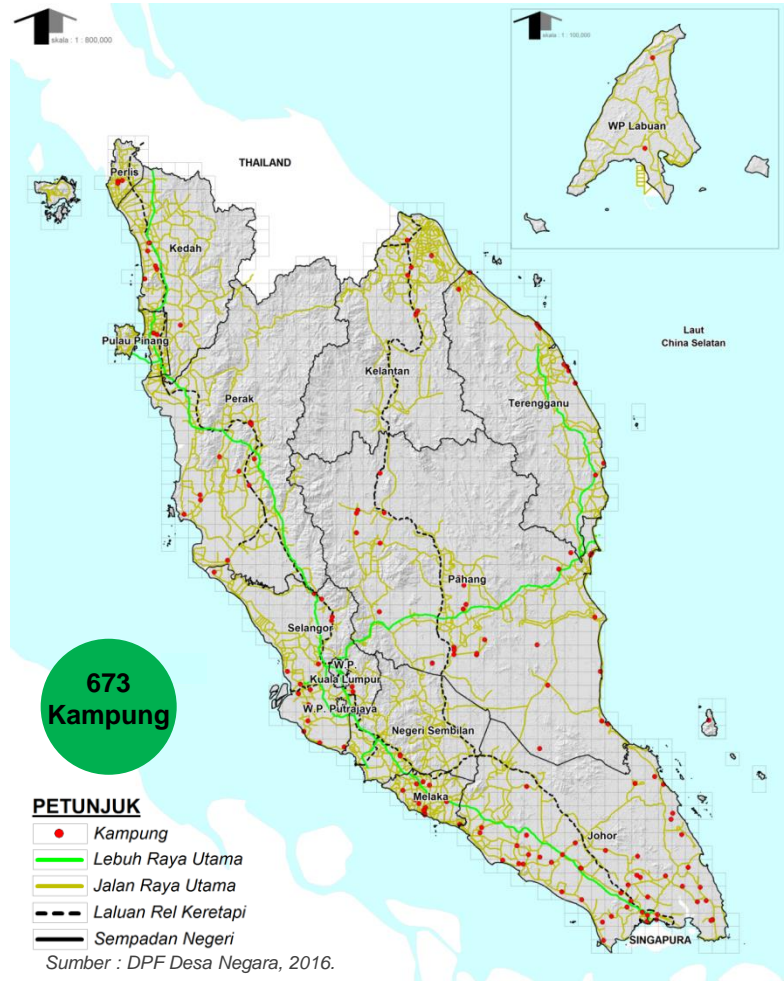 skala : 1 : 800,000
skala : 1 : 100,000
WP Labuan
THAILAND
Perlis
Kedah
Pulau Pinang
Kelantan
Laut
China Selatan
Perak
Terengganu
Pahang
Selangor
W.P.
Kuala Lumpur
W.P. Putrajaya
Negeri Sembilan
Melaka
Johor
SINGAPURA
673
Kampung
PETUNJUK
Kampung
Lebuh Raya Utama
Jalan Raya Utama
Laluan Rel Keretapi
Sempadan Negeri
Sumber : DPF Desa Negara, 2016.